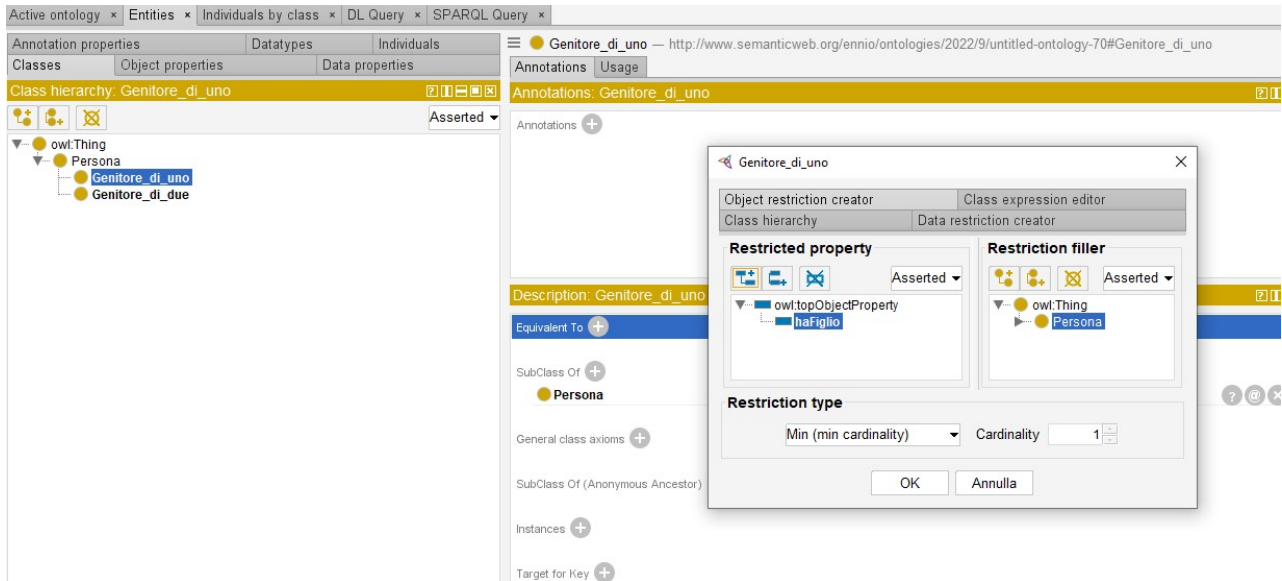 Active ontology × Entities × Individuals by class × DL Query × SPARQL Query ×
Annotation properties Datatypes Individuals
Classes Object properties Data properties
Class hierarchy: Genitore_di_uno
Asserted
owl:Thing
Persona
Genitore_di_uno
Genitore_di_due
Genitore_di_uno — http://www.semanticweb.org/ennio/ontologies/2022/9/untitled-ontology-70#Genitore_di_uno
Annotations Usage
Annotations: Genitore_di_uno
Annotations
Description: Genitore_di_uno
Equivalent To
SubClass Of
Persona
General class axioms
SubClass Of (Anonymous Ancestor)
Instances
Target for Key
Genitore_di_uno
Object restriction creator Class expression editor
Class hierarchy Data restriction creator
Restricted property Restriction filler
Asserted Asserted
owl:topObjectProperty owl:Thing
haFiglio Persona
Restriction type
Min (min cardinality) Cardinality 1
OK Annulla